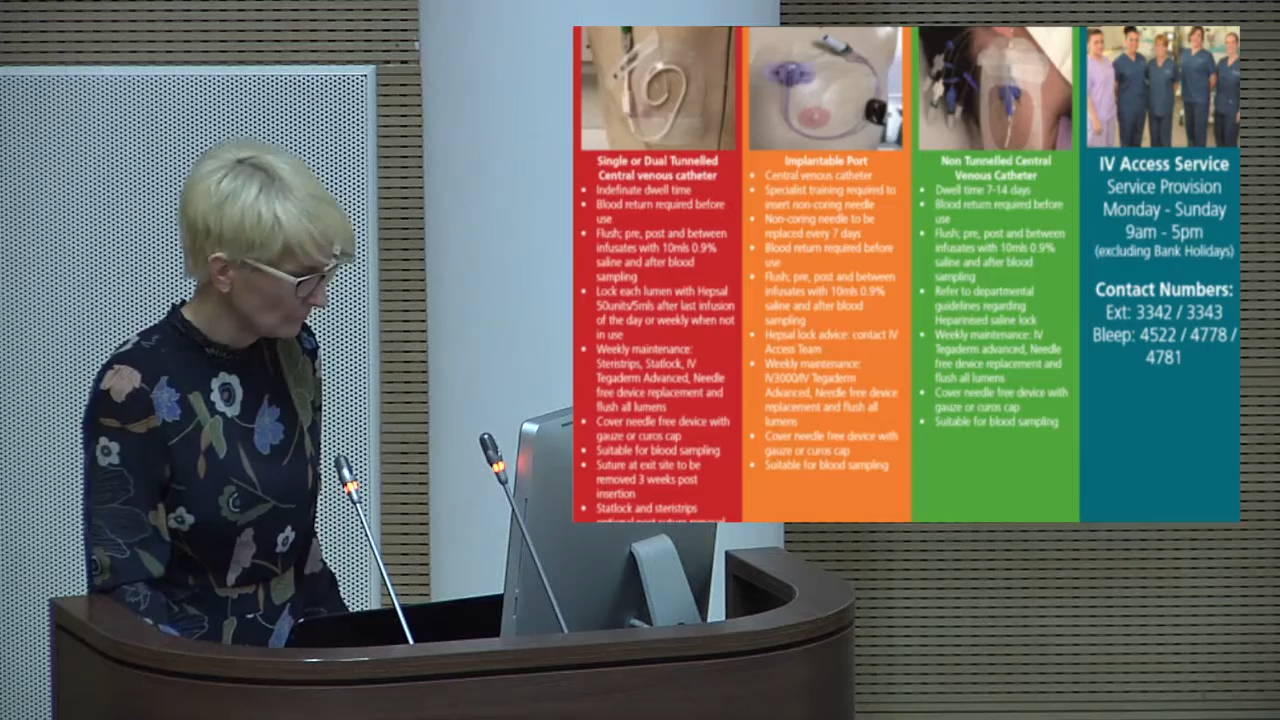 Single or Dual Tunnelled
Central venous catheter
Indefinate dwell time
Blood return required before
use
Flush; pre, post and between
infusates with 10mls 0.9%
saline and after blood
sampling
Lock each lumen with Hepsal
50units/5mls after last infusion
of the day or weekly when not
in use
Weekly maintenance:
Steristrips, Statlock, IV
Tegaderm Advanced, Needle
free device replacement and
flush all lumens
Cover needle free device with
gauze or curos cap
Suitable for blood sampling
Suture at exit site to be
removed 3 weeks post
insertion
Statlock and steristrips
optional post suture removal
Implantable Port
Central venous catheter
Specialist training required to
insert non-coring needle
Non-coring needle to be
replaced every 7 days
Blood return required before
use
Flush; pre, post and between
infusates with 10mls 0.9%
saline and after blood
sampling
Hepsal lock advice: contact IV
Access Team
Weekly maintenance:
IV3000/IV Tegaderm
Advanced, Needle free device
replacement and flush all
lumens
Cover needle free device with
gauze or curos cap
Suitable for blood sampling
Non Tunnelled Central
Venous Catheter
Dwell time 7-14 days
Blood return required before
use
Flush; pre, post and between
infusates with 10mls 0.9%
saline and after blood
sampling
Refer to departmental
guidelines regarding
Heparinised saline lock
Weekly maintenance: IV
Tegaderm advanced, Needle
free device replacement and
flush all lumens
Cover needle free device with
gauze or curos cap
Suitable for blood sampling
IV Access Service
Service Provision
Monday - Sunday
9am - 5pm
(excluding Bank Holidays)
Contact Numbers:
Ext: 3342 / 3343
Bleep: 4522 / 4778 /
4781